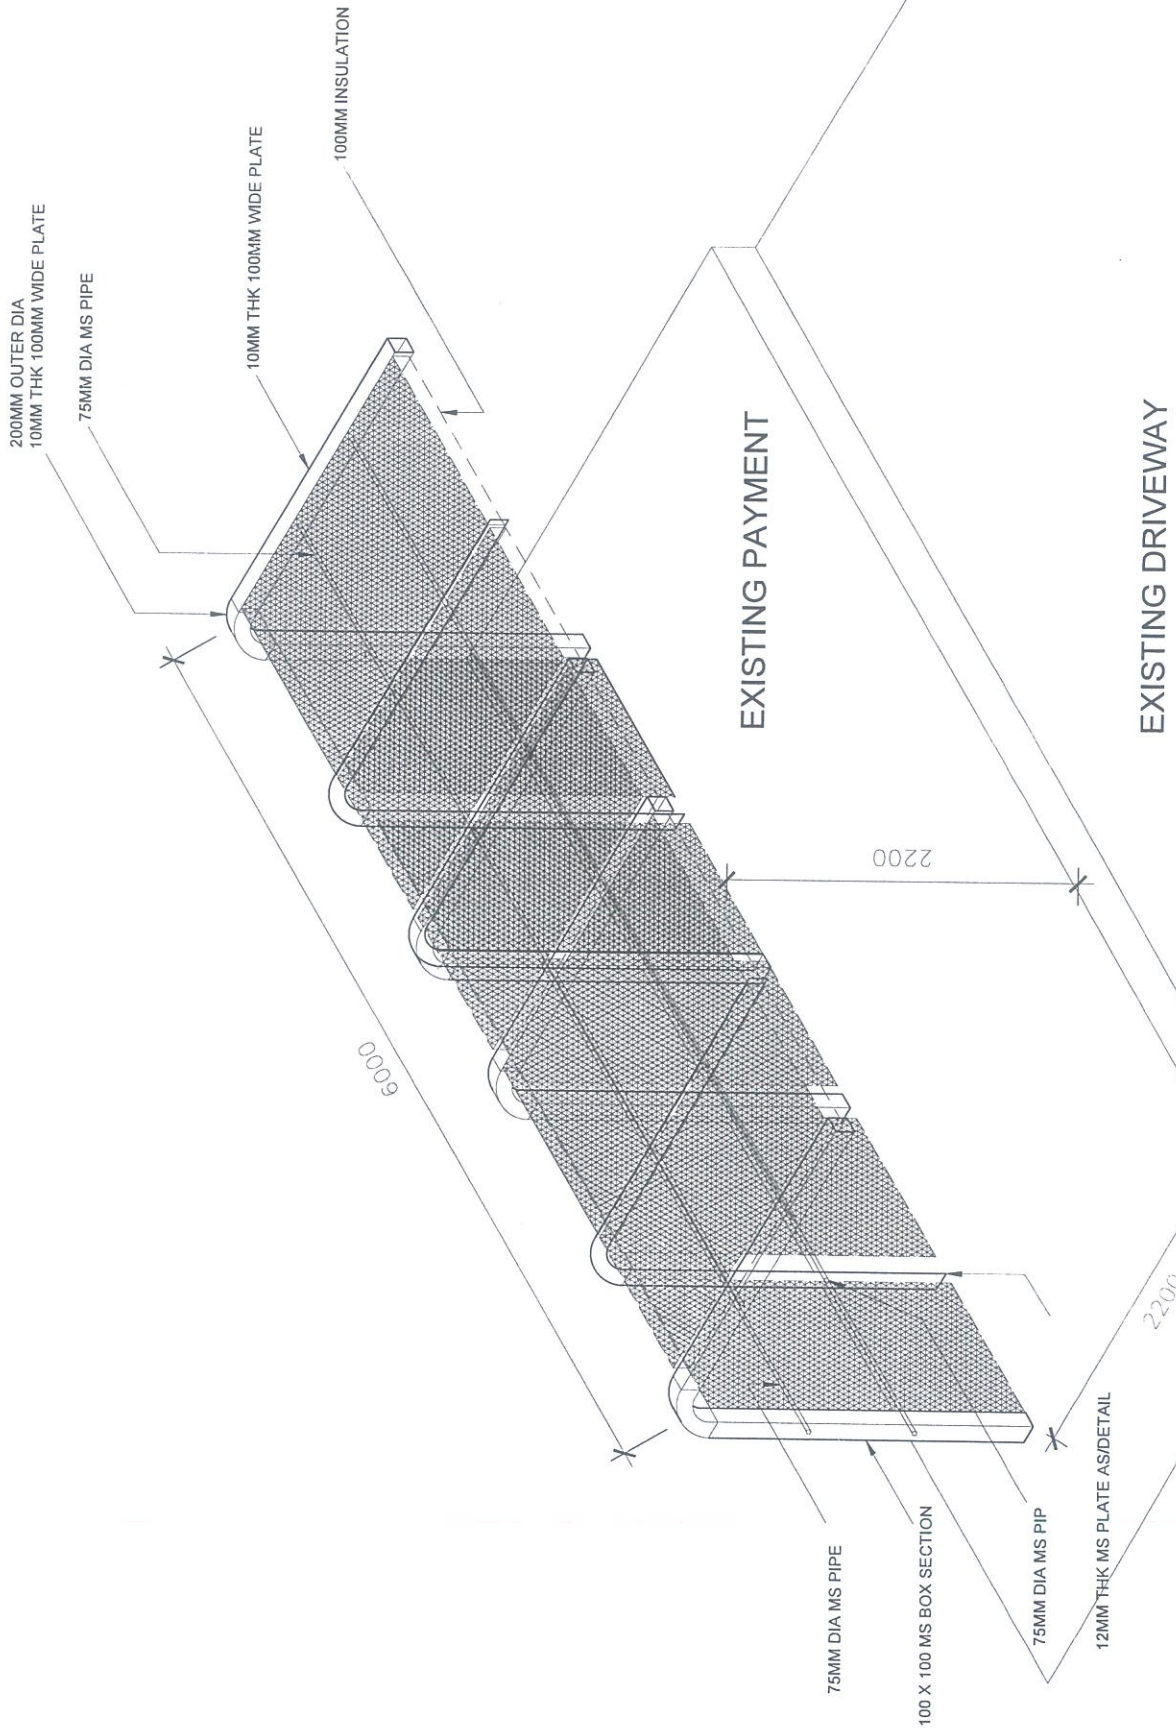 200MM OUTER DIA
10MM THK 100MM WIDE PLATE
75MM DIA MS PIPE
10MM THK 100MM WIDE PLATE
100MM INSULATION
6000
EXISTING PAYMENT
2200
EXISTING DRIVEWAY
2200
75MM DIA MS PIPE
100 X 100 MS BOX SECTION
75MM DIA MS PIP
12MM THK MS PLATE AS/DETAIL